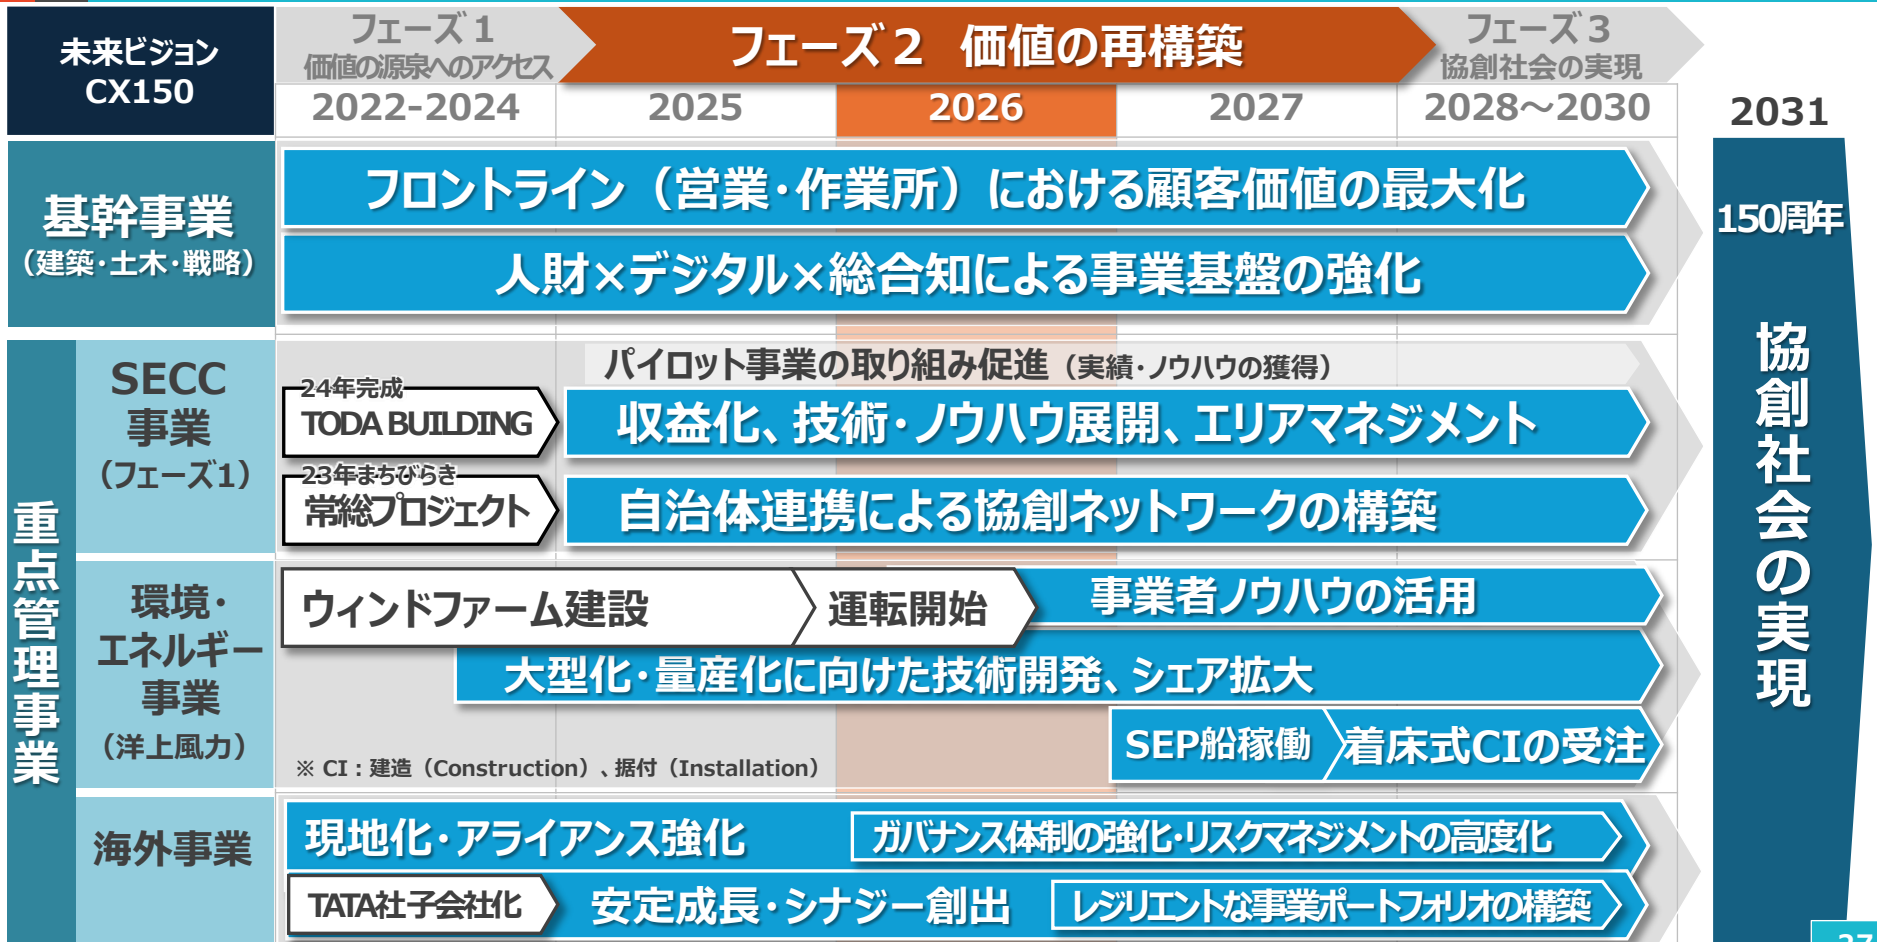 未来ビジョン
CX150
フェーズ1
価値の源泉へのアクセス
フェーズ2 価値の再構築
フェーズ3
協創社会の実現
2022-2024
2025
2026
2027
2028~2030
2031
基幹事業
（建築・土木・戦略）
フロントライン（営業・作業所）における顧客価値の最大化
人財×デジタル×総合知による事業基盤の強化
重点管理事業
SECC
事業
（フェーズ1）
パイロット事業の取り組み促進（実績・ノウハウの獲得）
24年完成
TODA BUILDING
収益化、技術・ノウハウ展開、エリアマネジメント
23年まちびらき
常総プロジェクト
自治体連携による協創ネットワークの構築
環境・
エネルギー
事業
（洋上風力）
ウィンドファーム建設
運転開始
事業者ノウハウの活用
大型化・量産化に向けた技術開発、シェア拡大
SEP船稼働
着床式CIの受注
※ CI：建造（Construction）、据付（Installation）
海外事業
現地化・アライアンス強化
ガバナンス体制の強化・リスクマネジメントの高度化
TATA社子会社化
安定成長・シナジー創出
レジリエントな事業ポートフォリオの構築
150周年
協創社会の実現